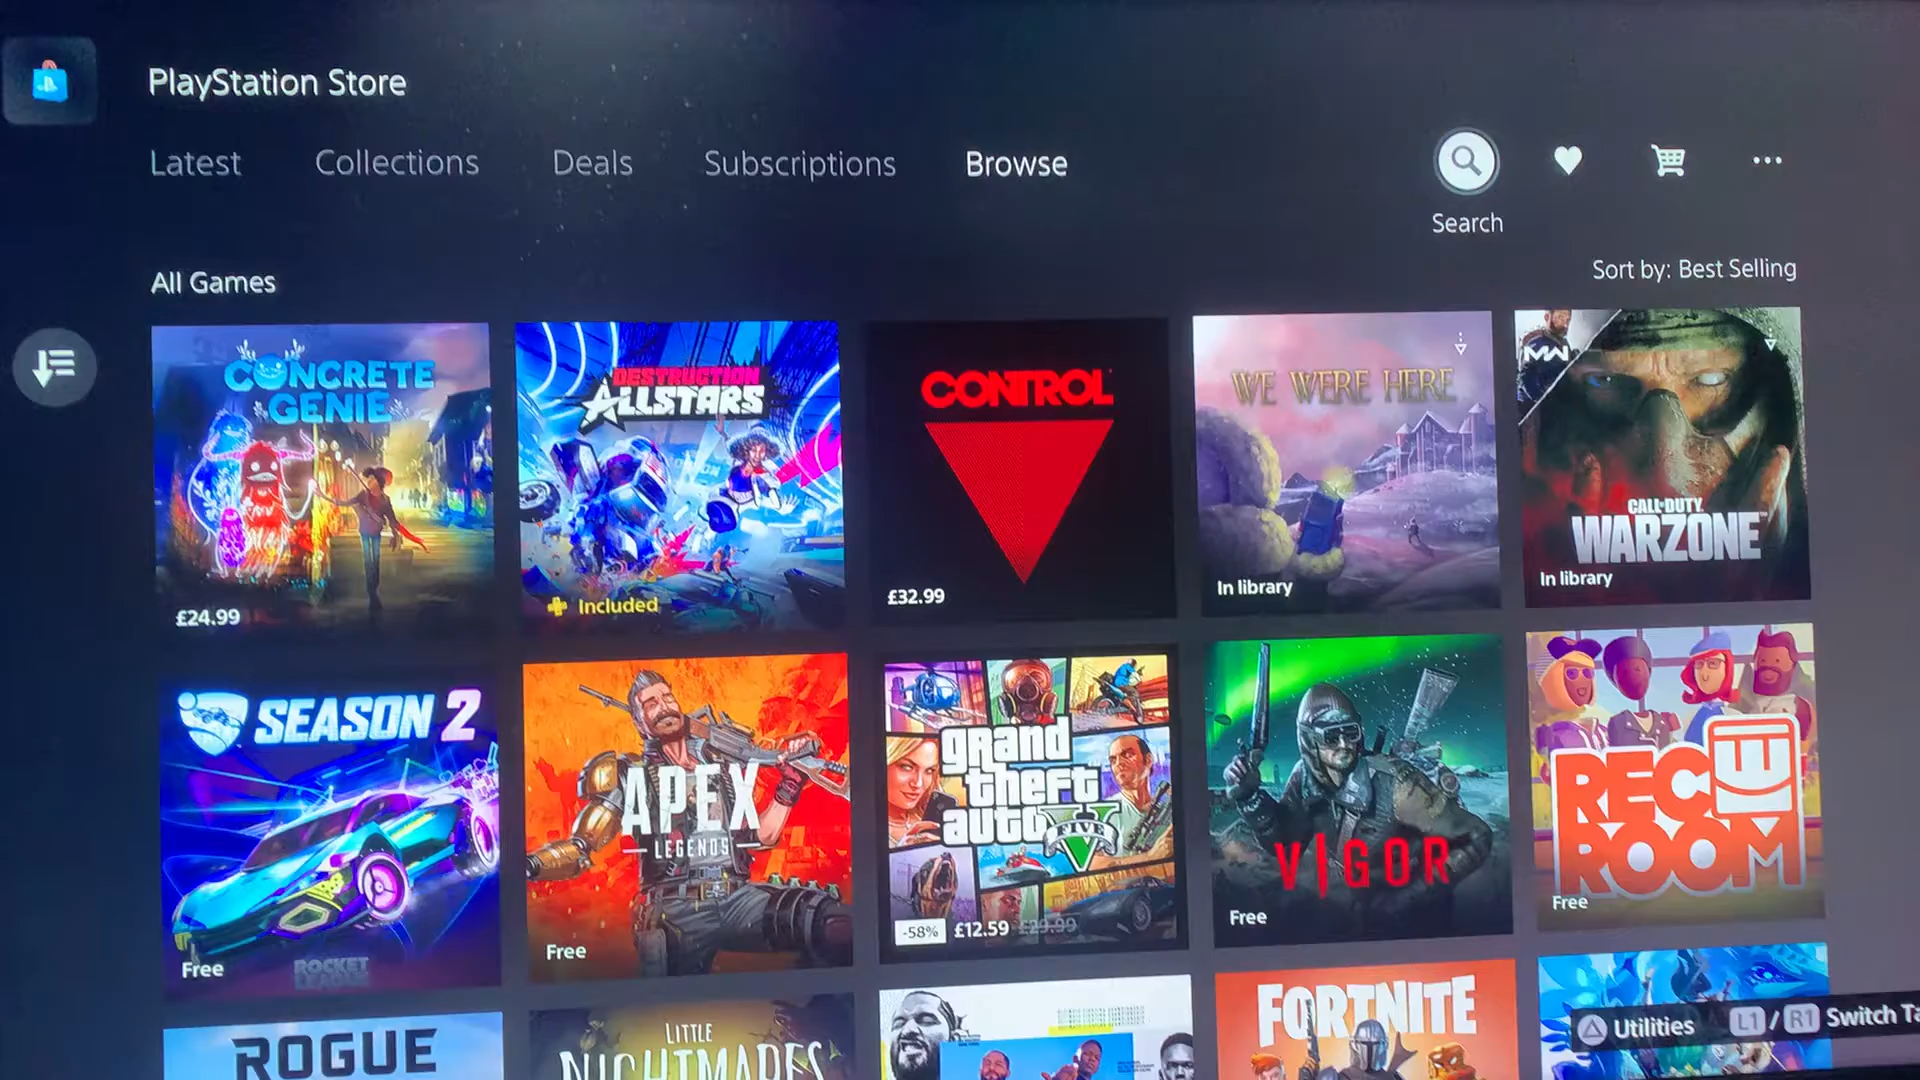 PlayStation Store
Latest
Collections
Deals
Subscriptions
Browse
Search
All Games
Sort by: Best Selling
CONCRETE
GENIE
£24.99
DESTRUCTION
ALLSTARS
Included
CONTROL
£32.99
WE WERE HERE
In library
MW
CALL OF DUTY
WARZONE
In library
SEASON 2
Free
ROCKET
LEAGUE
APEX
LEGENDS
Free
grand
theft
auto
FIVE
V
-58% £12.59 £29.99
VIGOR
Free
REC
ROOM
Free
ROGUE
LITTLE
NIGHTMARES
FORTNITE
Utilities
L1 / R1 Switch Ta